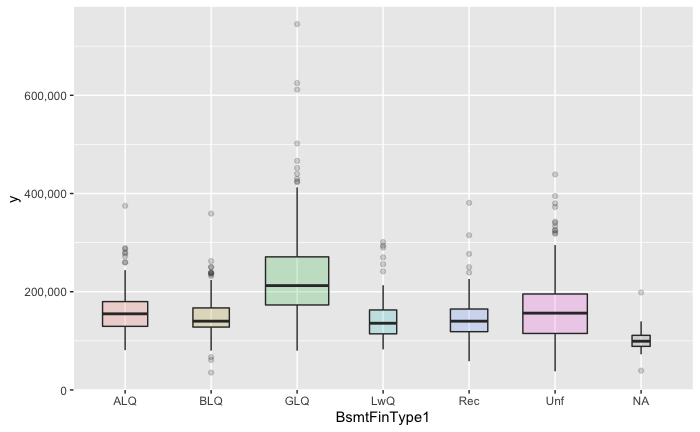 600,000
400,000
200,000
0
y
ALQ BLQ GLQ LwQ Rec Unf NA
BsmtFinType1